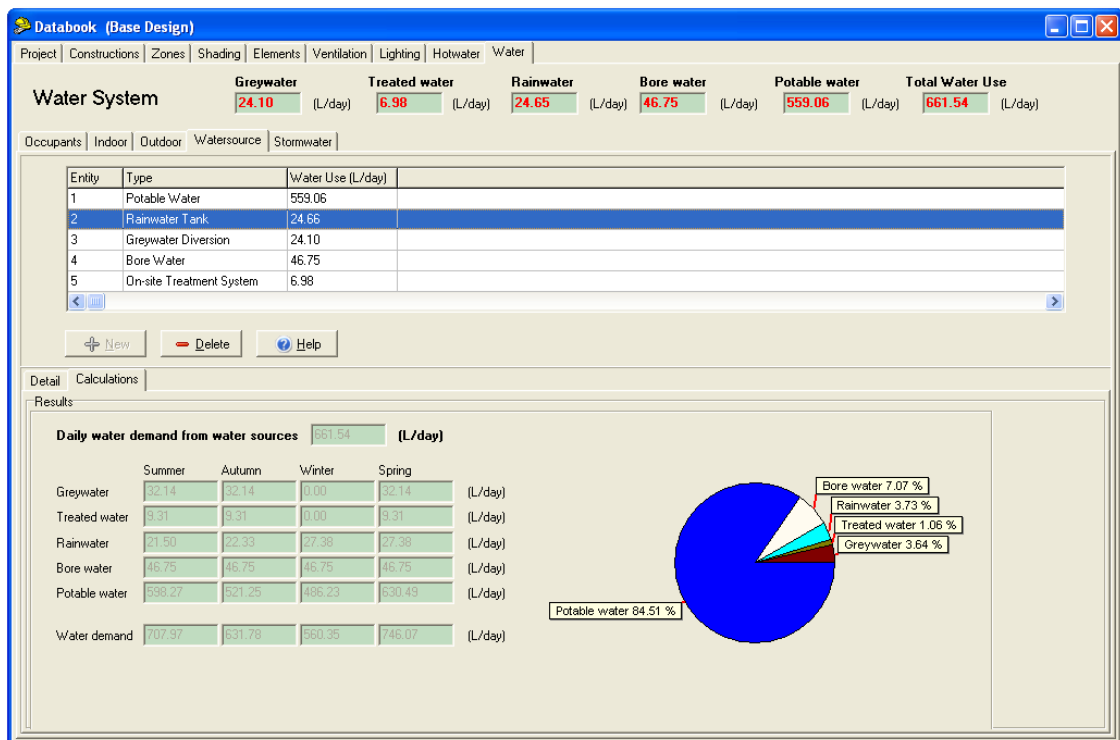 Databook (Base Design)
Project Constructions Zones Shading Elements Ventilation Lighting Hotwater Water
Greywater Treated water Rainwater Bore water Potable water Total Water Use
Water System 24.10 (L/day) 6.98 (L/day) 24.65 (L/day) 46.75 (L/day) 559.06 (L/day) 661.54 (L/day)
Occupants Indoor Outdoor Watersource Stormwater
Entity Type Water Use (L/day)
1 Potable Water 559.06
2 Rainwater Tank 24.66
3 Greywater Diversion 24.10
4 Bore Water 46.75
5 On-site Treatment System 6.98
New Delete Help
Detail Calculations
Results
Daily water demand from water sources 661.54 (L/day)
Summer Autumn Winter Spring
Greywater 32.14 32.14 0.00 32.14 (L/day)
Treated water 9.31 9.31 0.00 9.31 (L/day)
Rainwater 21.50 22.33 27.38 27.38 (L/day)
Bore water 46.75 46.75 46.75 46.75 (L/day)
Potable water 598.27 521.25 486.23 630.49 (L/day)
Water demand 707.97 631.78 560.35 746.07 (L/day)
Bore water 7.07 %
Rainwater 3.73 %
Treated water 1.06 %
Greywater 3.64 %
Potable water 84.51 %